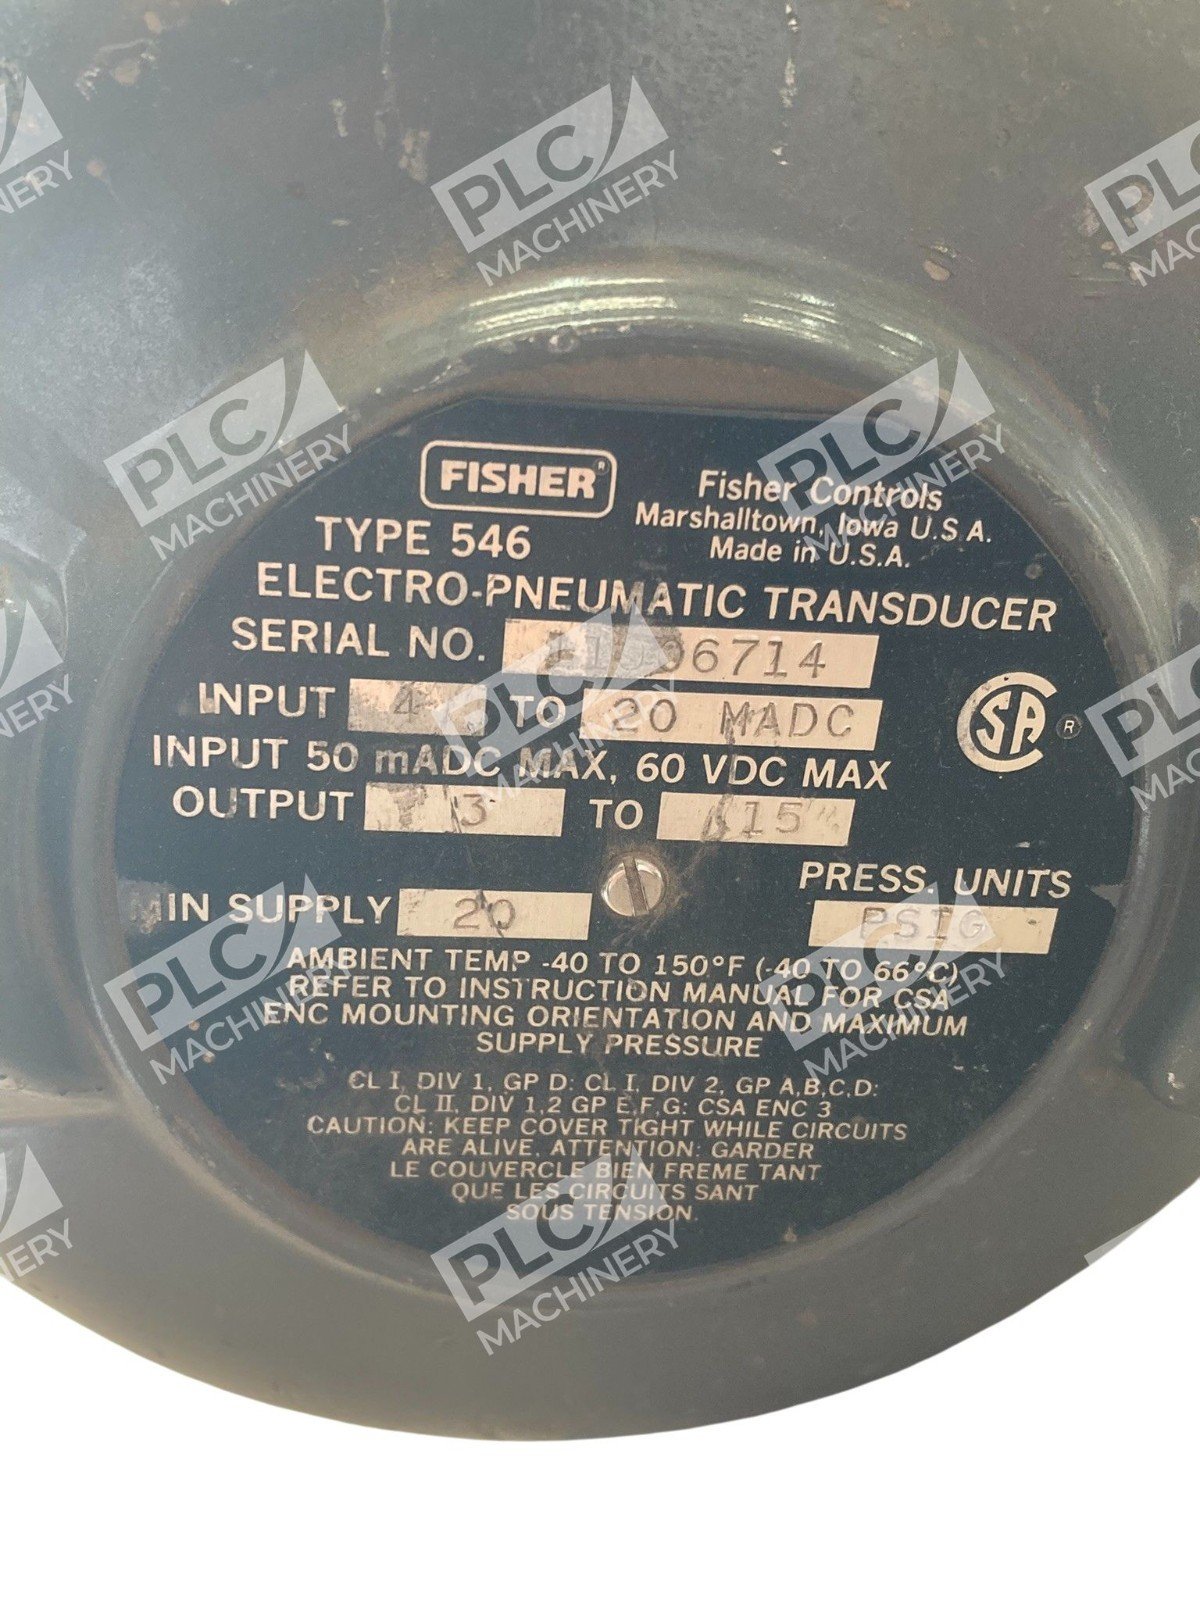 FISHER®
Fisher Controls
Marshalltown, Iowa U.S.A.
Made in U.S.A.
TYPE 546
ELECTRO-PNEUMATIC TRANSDUCER
SERIAL NO.
INPUT 4 TO 20 MADC
CSA ®
INPUT 50 mADC MAX, 60 VDC MAX
OUTPUT 3 TO 15
PRESS. UNITS
MIN SUPPLY 20 PSIG
AMBIENT TEMP -40 TO 150°F (-40 TO 66°C)
REFER TO INSTRUCTION MANUAL FOR CSA
ENC MOUNTING ORIENTATION AND MAXIMUM
SUPPLY PRESSURE
CL I, DIV 1, GP D: CL I, DIV 2, GP A,B,C,D:
CL II, DIV 1,2 GP E,F,G: CSA ENC 3
CAUTION: KEEP COVER TIGHT WHILE CIRCUITS
ARE ALIVE. ATTENTION: GARDER
LE COUVERCLE BIEN FREME TANT
QUE LES CIRCUITS SANT
SOUS TENSION.
PLC MACHINERY